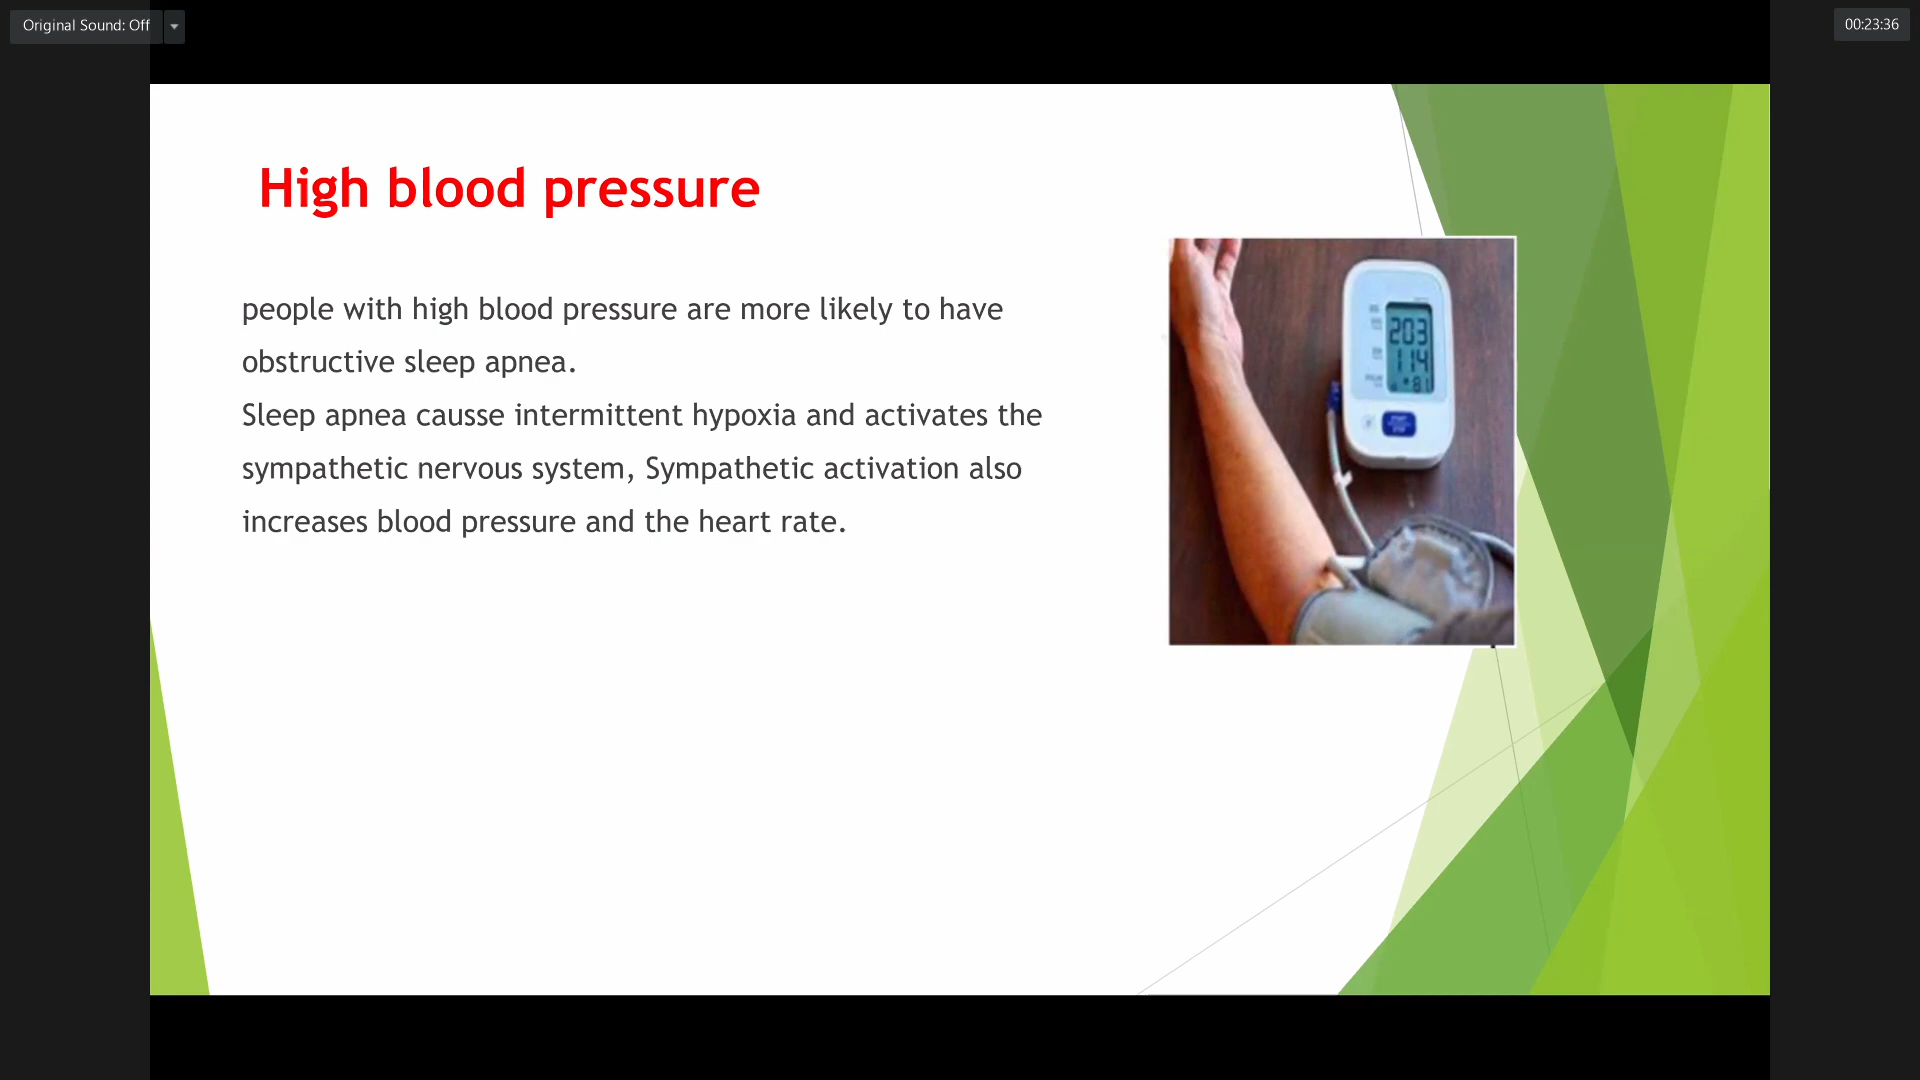 Original Sound: Off
00:23:36
High blood pressure
people with high blood pressure are more likely to have
obstructive sleep apnea.
Sleep apnea causse intermittent hypoxia and activates the
sympathetic nervous system, Sympathetic activation also
increases blood pressure and the heart rate.
203
114
81